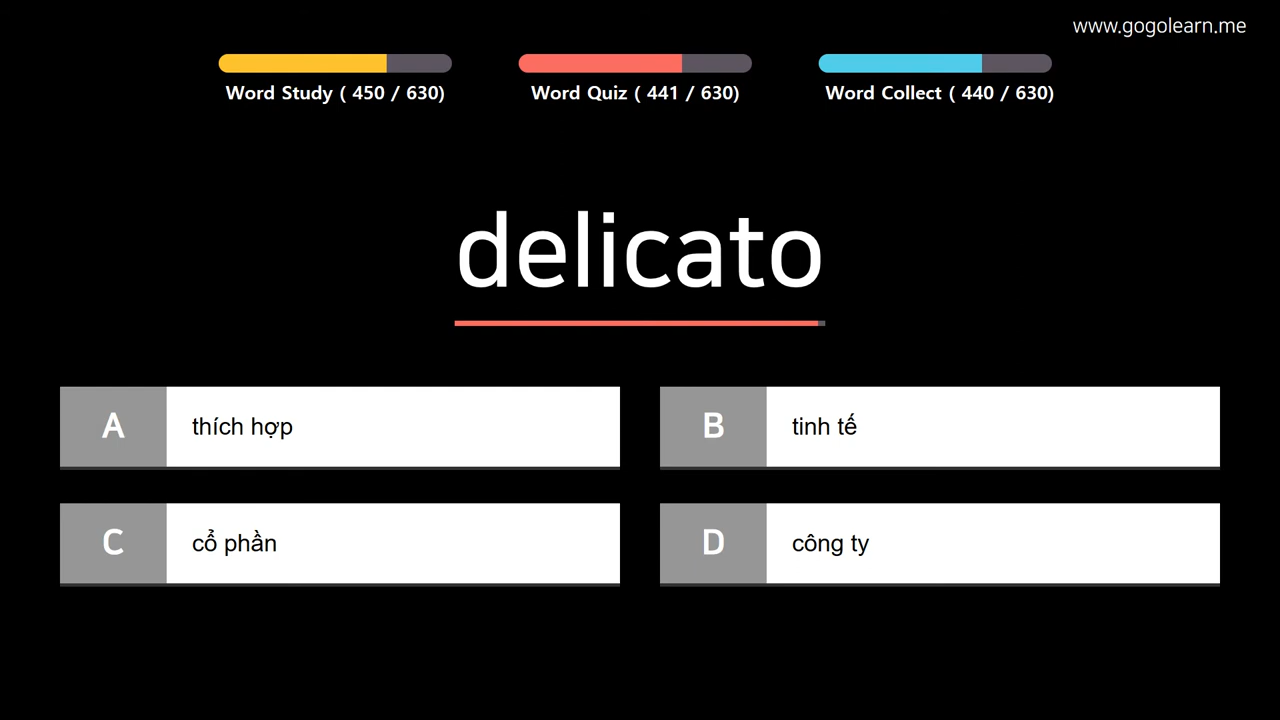 www.gogolearn.me
Word Study ( 450 / 630)
Word Quiz ( 441 / 630)
Word Collect ( 440 / 630)
delicato
A thích hợp
B tinh tế
C cổ phần
D công ty